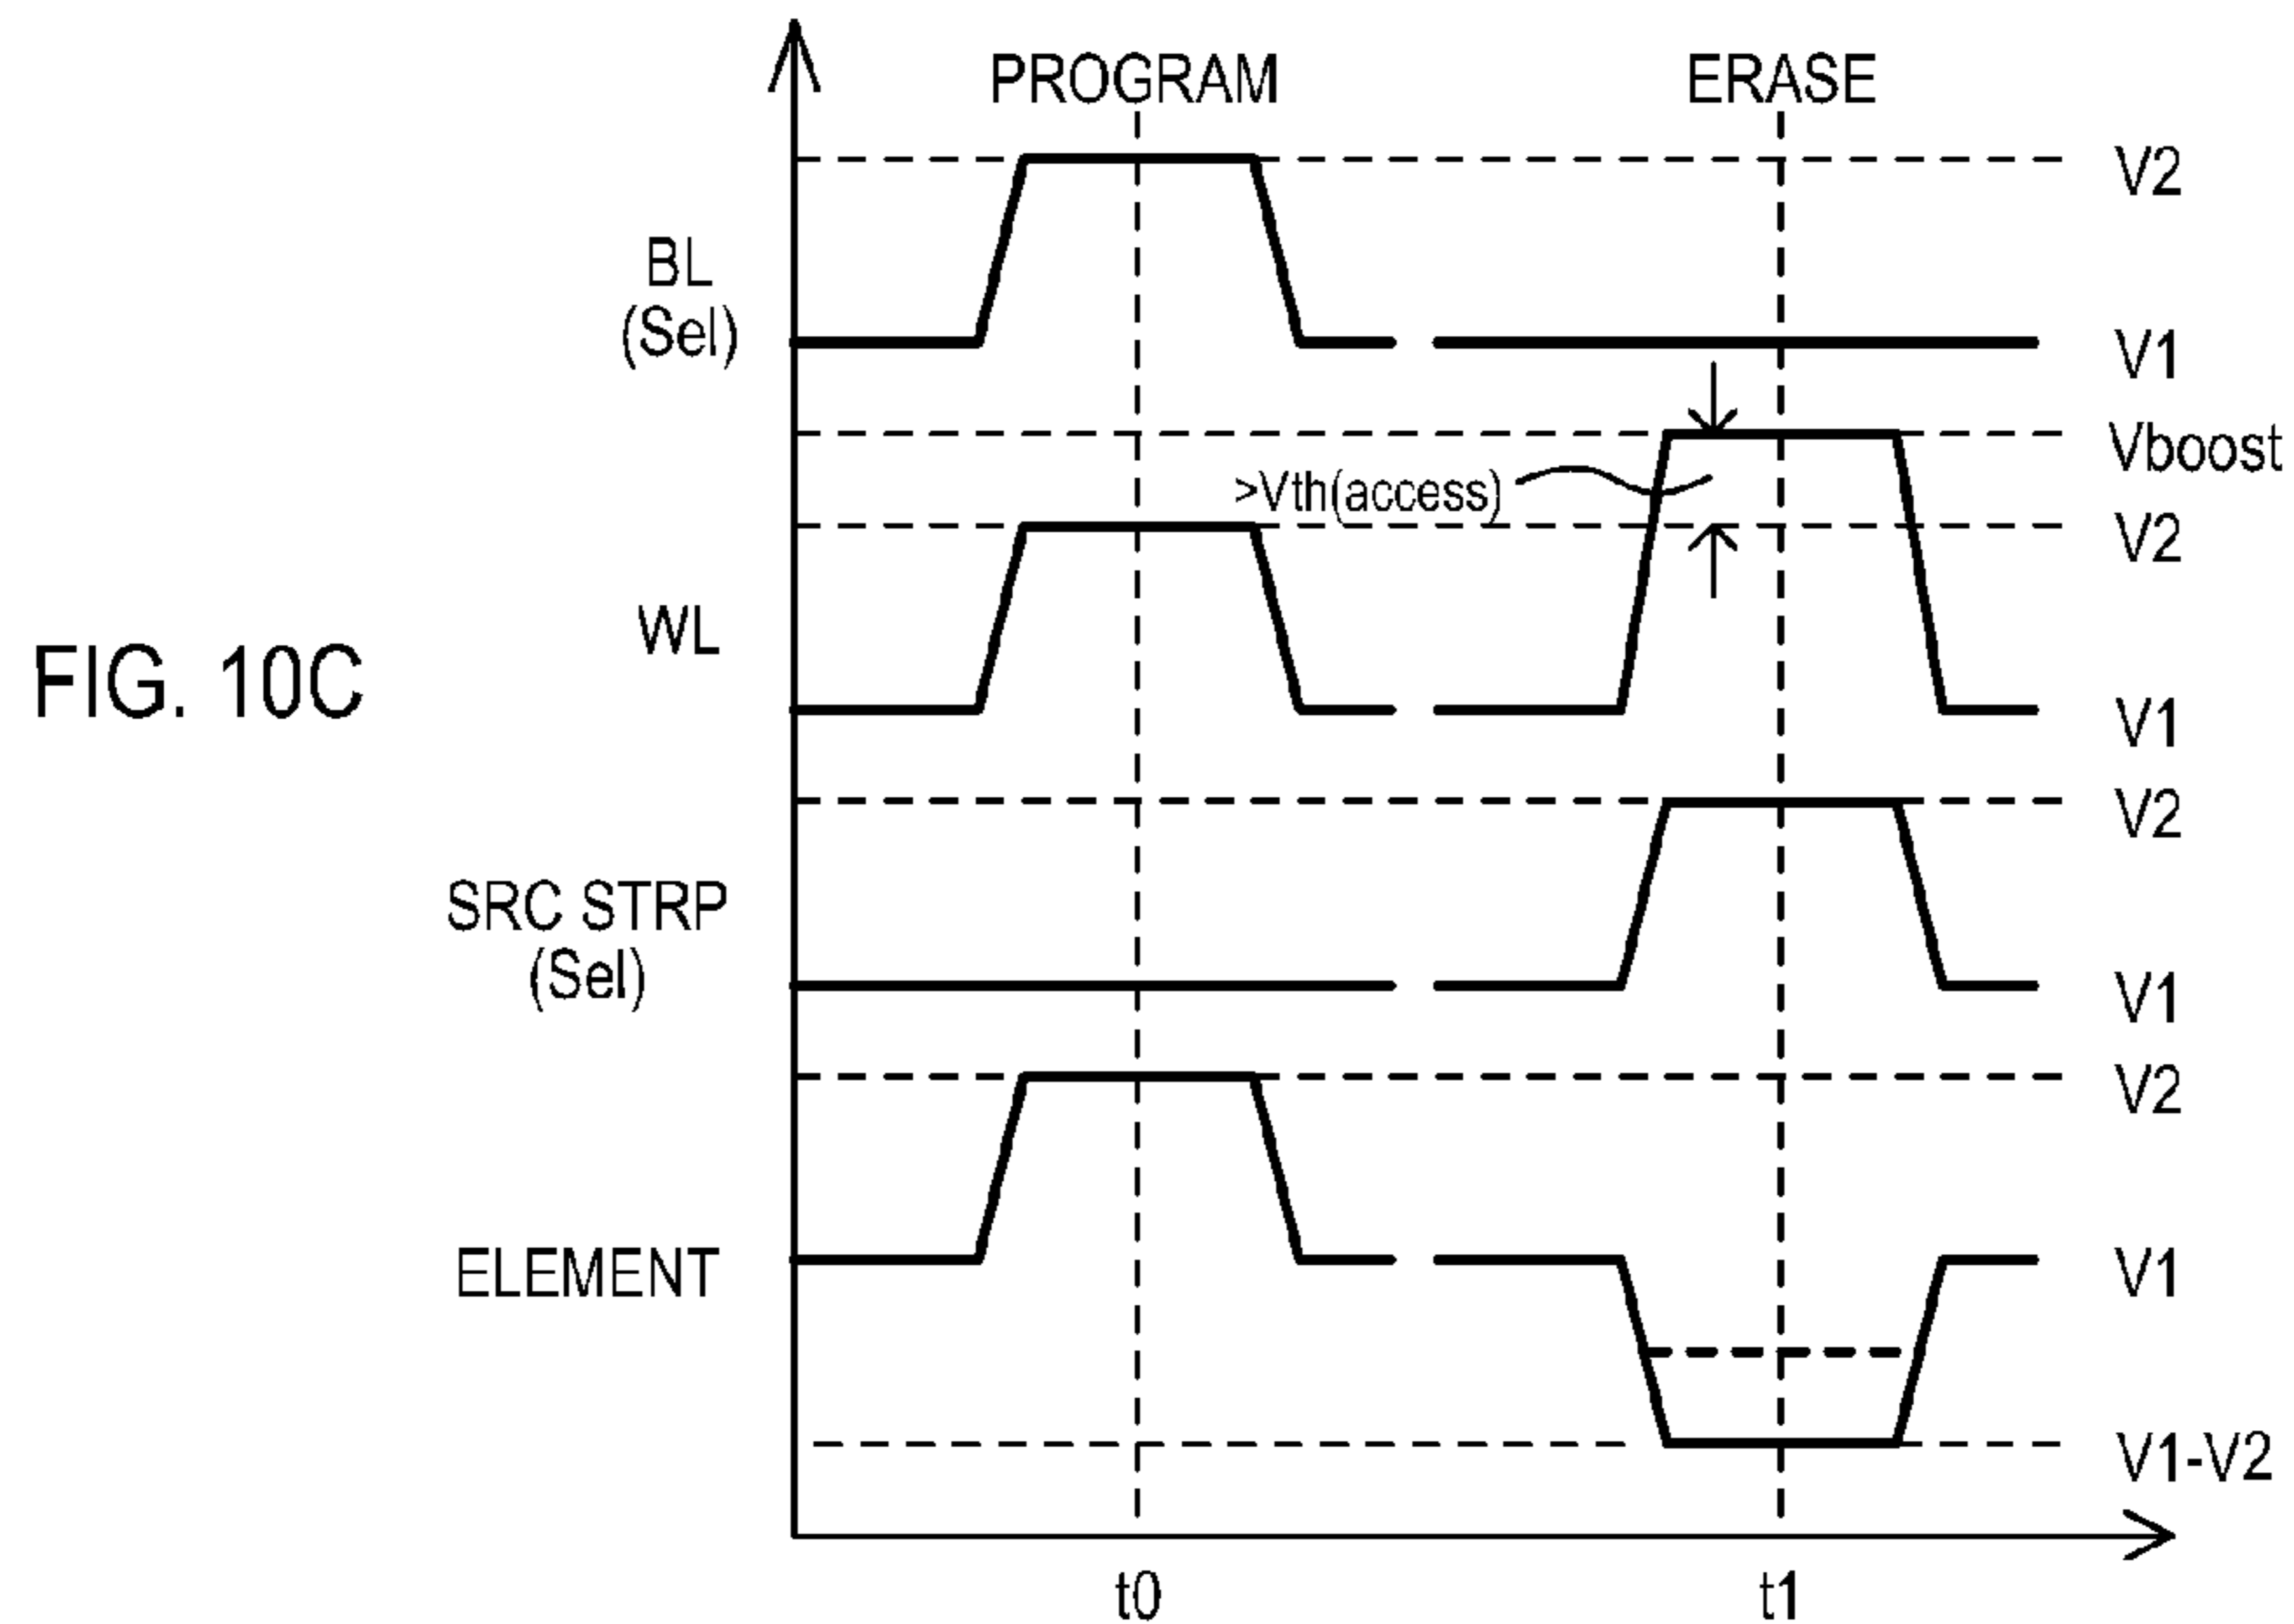 PROGRAM ERASE
V2
BL
(Sel)
V1
Vboost
>Vth(access)
V2
WL
FIG. 10C
V1
V2
SRC STRP
(Sel)
V1
V2
ELEMENT
V1
V1-V2
t0 t1